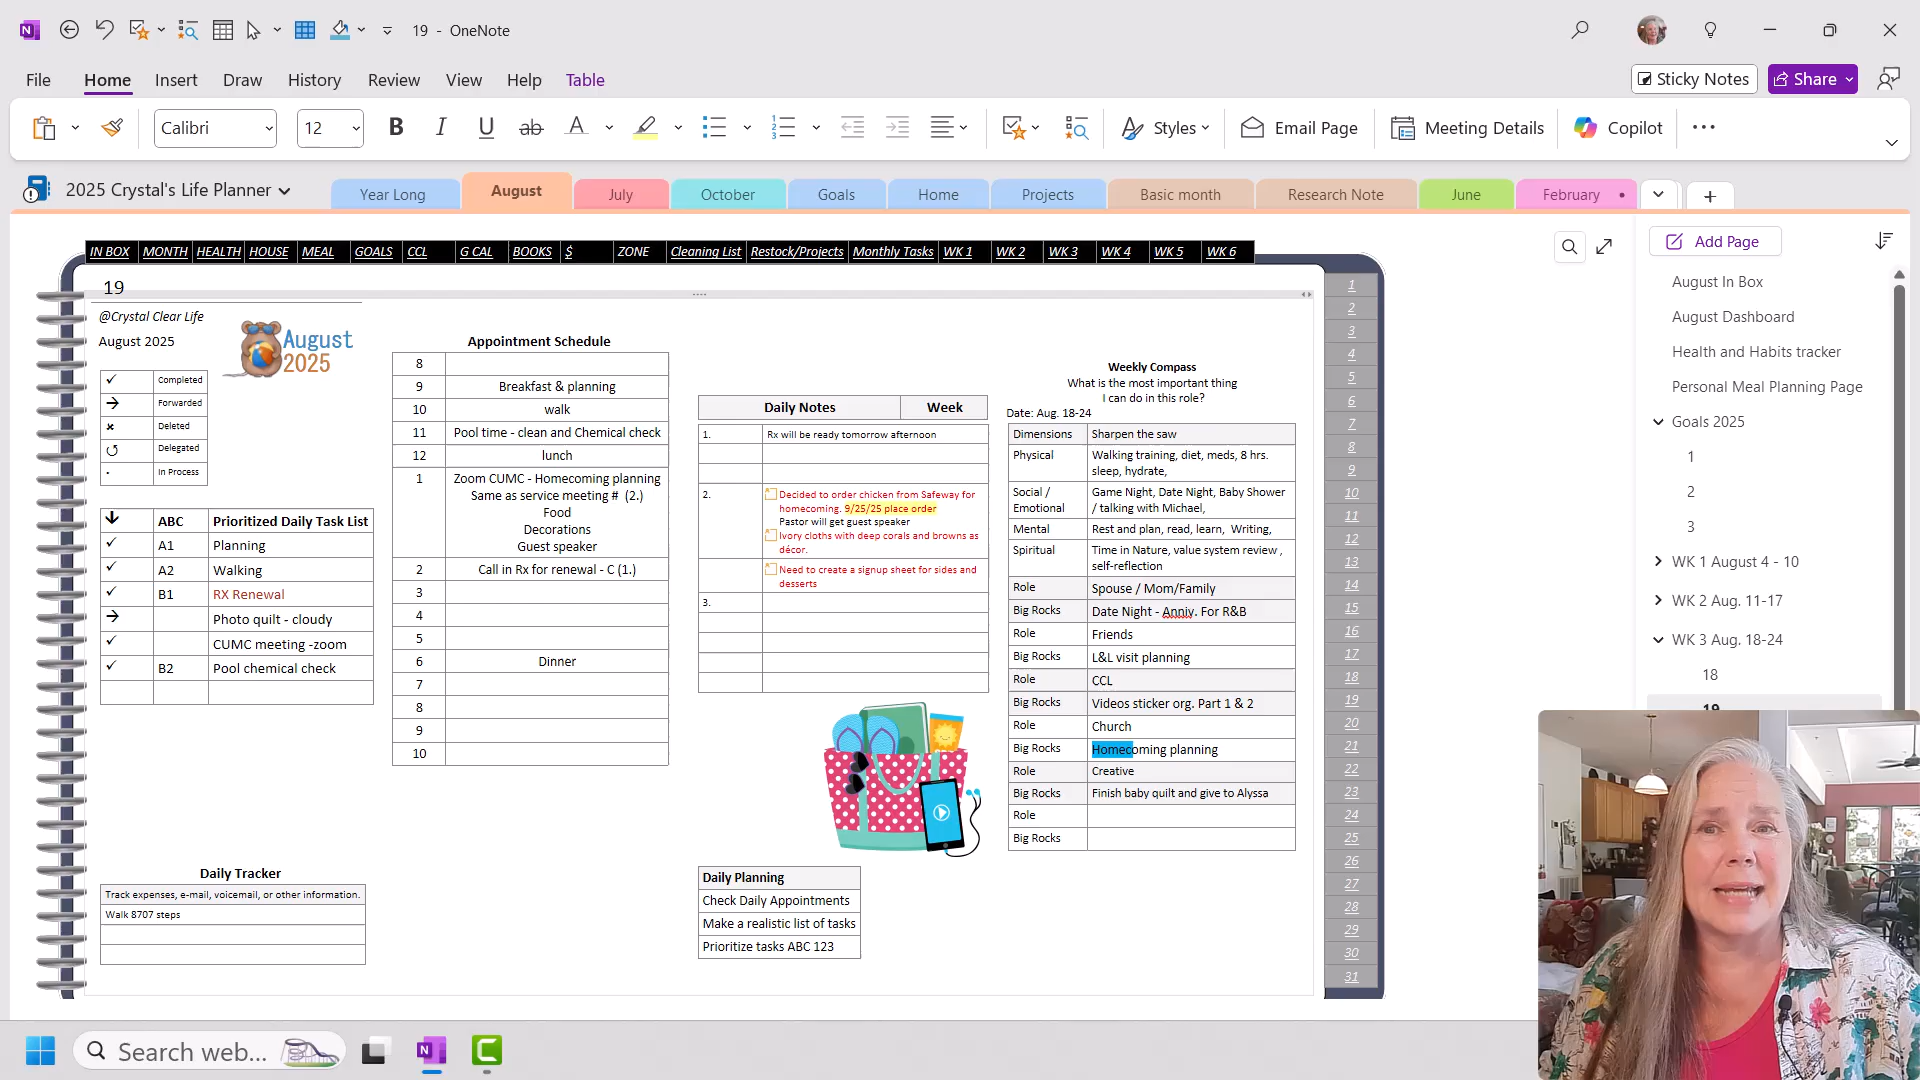 19 - OneNote
File Home Insert Draw History Review View Help Table
Sticky Notes
Share
Calibri
12
B I U ab A
Styles
Email Page
Meeting Details
Copilot
2025 Crystal's Life Planner
Year Long
August
July
October
Goals
Home
Projects
Basic month
Research Note
June
February
IN BOX MONTH HEALTH HOUSE MEAL GOALS CCL G CAL BOOKS $ ZONE Cleaning List Restock/Projects Monthly Tasks WK 1 WK 2 WK 3 WK 4 WK 5 WK 6
19
@Crystal Clear Life
August 2025
August
2025
✓ Completed
→ Forwarded
× Deleted
Delegated
· In Process
↓ ABC Prioritized Daily Task List
✓ A1 Planning
✓ A2 Walking
✓ B1 RX Renewal
→ Photo quilt - cloudy
✓ CUMC meeting -zoom
✓ B2 Pool chemical check
Daily Tracker
Track expenses, e-mail, voicemail, or other information.
Walk 8707 steps
Appointment Schedule
8
9 Breakfast & planning
10 walk
11 Pool time - clean and Chemical check
12 lunch
1 Zoom CUMC - Homecoming planning
Same as service meeting # (2.)
Food
Decorations
Guest speaker
2 Call in Rx for renewal - C (1.)
3
4
5
6 Dinner
7
8
9
10
Daily Notes Week
1. Rx will be ready tomorrow afternoon
2. Decided to order chicken from Safeway for
homecoming. 9/25/25 place order
Pastor will get guest speaker
Ivory cloths with deep corals and browns as
décor.
Need to create a signup sheet for sides and
desserts
3.
Daily Planning
Check Daily Appointments
Make a realistic list of tasks
Prioritize tasks ABC 123
Weekly Compass
What is the most important thing
I can do in this role?
Date: Aug. 18-24
Dimensions Sharpen the saw
Physical Walking training, diet, meds, 8 hrs.
sleep, hydrate,
Social / Game Night, Date Night, Baby Shower
Emotional / talking with Michael,
Mental Rest and plan, read, learn, Writing,
Spiritual Time in Nature, value system review ,
self-reflection
Role Spouse / Mom/Family
Big Rocks Date Night - Anniv. For R&B
Role Friends
Big Rocks L&L visit planning
Role CCL
Big Rocks Videos sticker org. Part 1 & 2
Role Church
Big Rocks Homecoming planning
Role Creative
Big Rocks Finish baby quilt and give to Alyssa
Role
Big Rocks
1
2
3
4
5
6
7
8
9
10
11
12
13
14
15
16
17
18
19
20
21
22
23
24
25
26
27
28
29
30
31
Add Page
August In Box
August Dashboard
Health and Habits tracker
Personal Meal Planning Page
Goals 2025
1
2
3
WK 1 August 4 - 10
WK 2 Aug. 11-17
WK 3 Aug. 18-24
18
19
Search web...